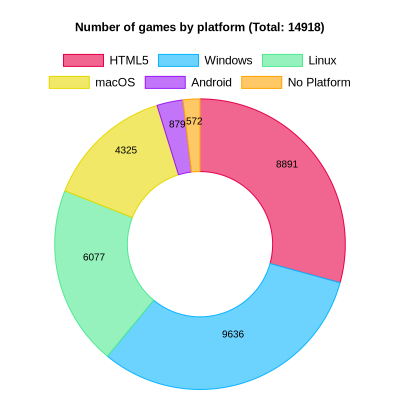 Number of games by platform (Total: 14918)
HTML5 Windows Linux
macOS Android No Platform
879 572
4325
8891
6077
9636